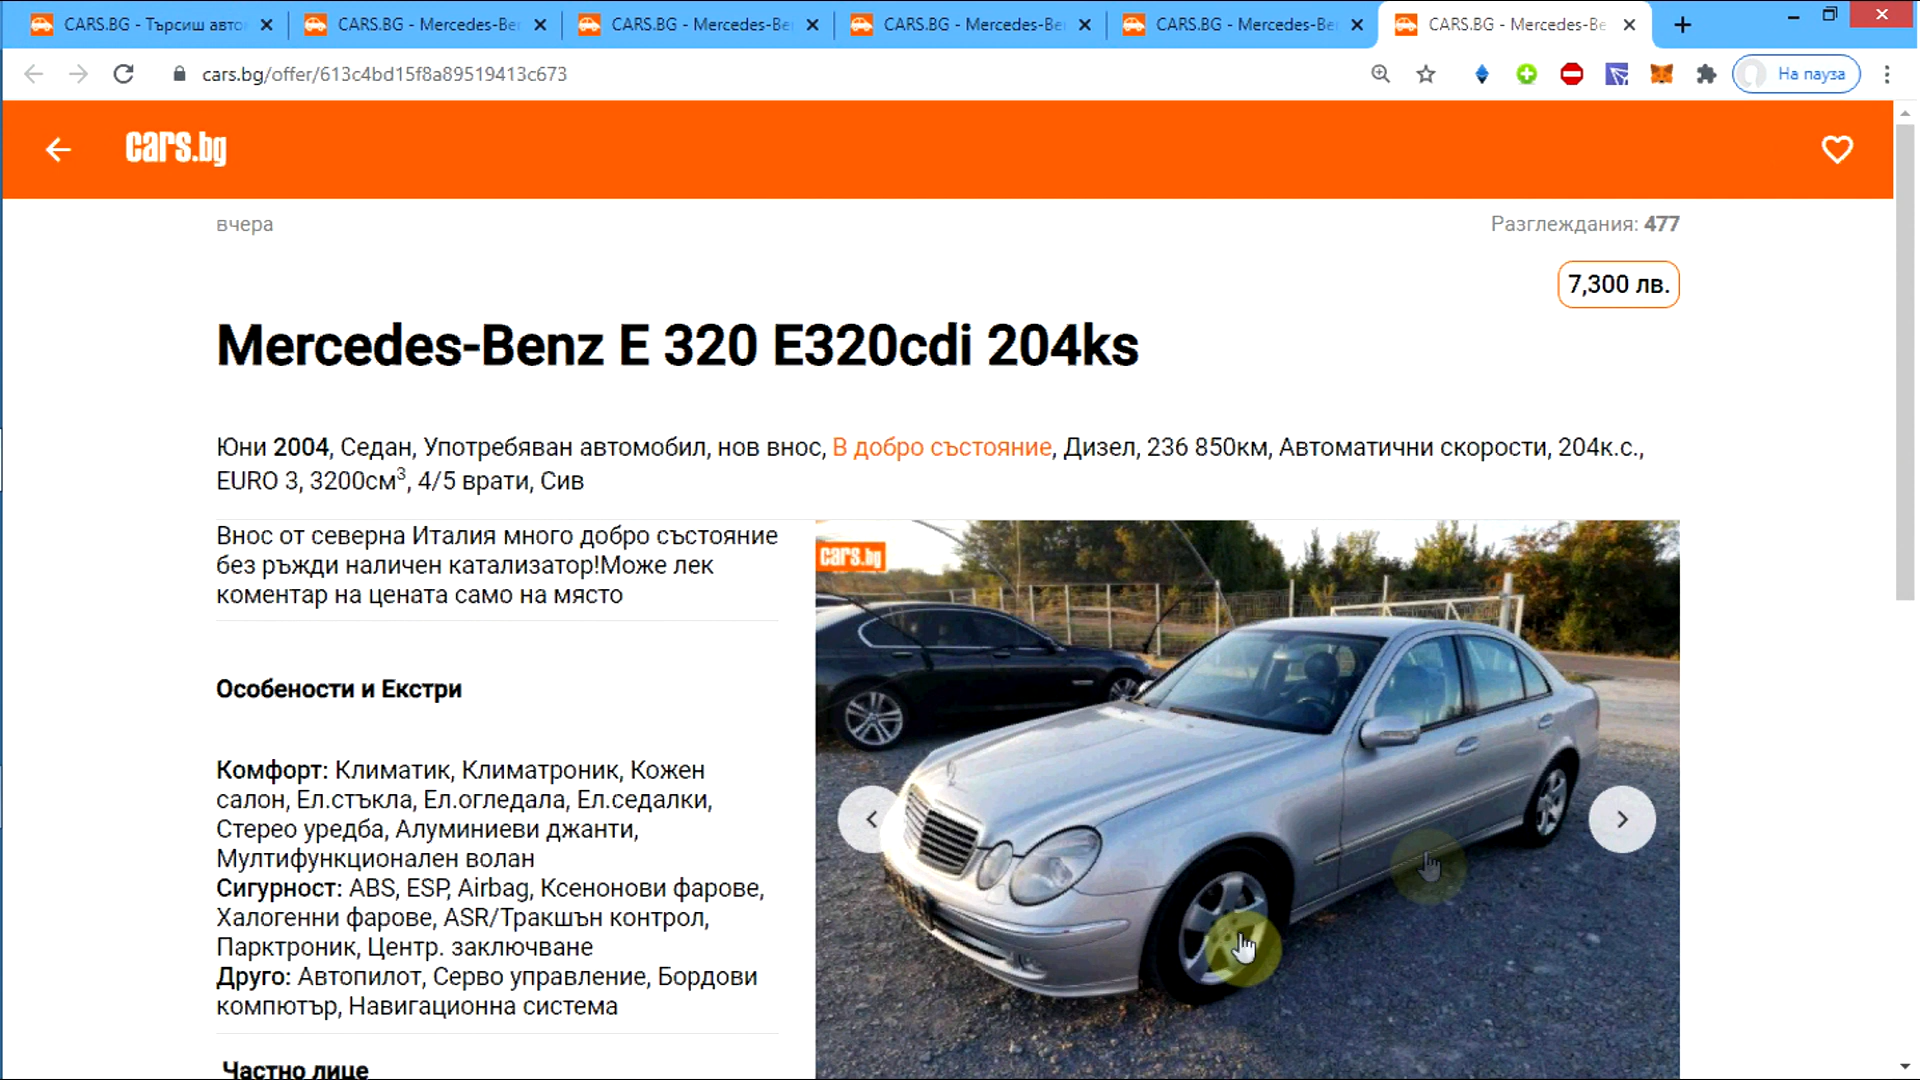 CARS.BG - Търсиш авто
CARS.BG - Mercedes-Be
CARS.BG - Mercedes-Be
CARS.BG - Mercedes-Be
CARS.BG - Mercedes-Be
CARS.BG - Mercedes-Be
cars.bg/offer/613c4bd15f8a89519413c673
На пауза
cars.bg
вчера
Разглеждания: 477
7,300 лв.
Mercedes-Benz E 320 E320cdi 204ks
Юни 2004, Седан, Употребяван автомобил, нов внос, В добро състояние, Дизел, 236 850км, Автоматични скорости, 204к.с.,
EURO 3, 3200см³, 4/5 врати, Сив
Внос от северна Италия много добро състояние
без ръжди наличен катализатор!Може лек
коментар на цената само на място
cars.bg
Особености и Екстри
Комфорт: Климатик, Климатроник, Кожен
салон, Ел.стъкла, Ел.огледала, Ел.седалки,
Стерео уредба, Алуминиеви джанти,
Мултифункционален волан
Сигурност: ABS, ESP, Airbag, Ксенонови фарове,
Халогенни фарове, ASR/Тракшън контрол,
Парктроник, Центр. заключване
Друго: Автопилот, Серво управление, Бордови
компютър, Навигационна система
Частно лице